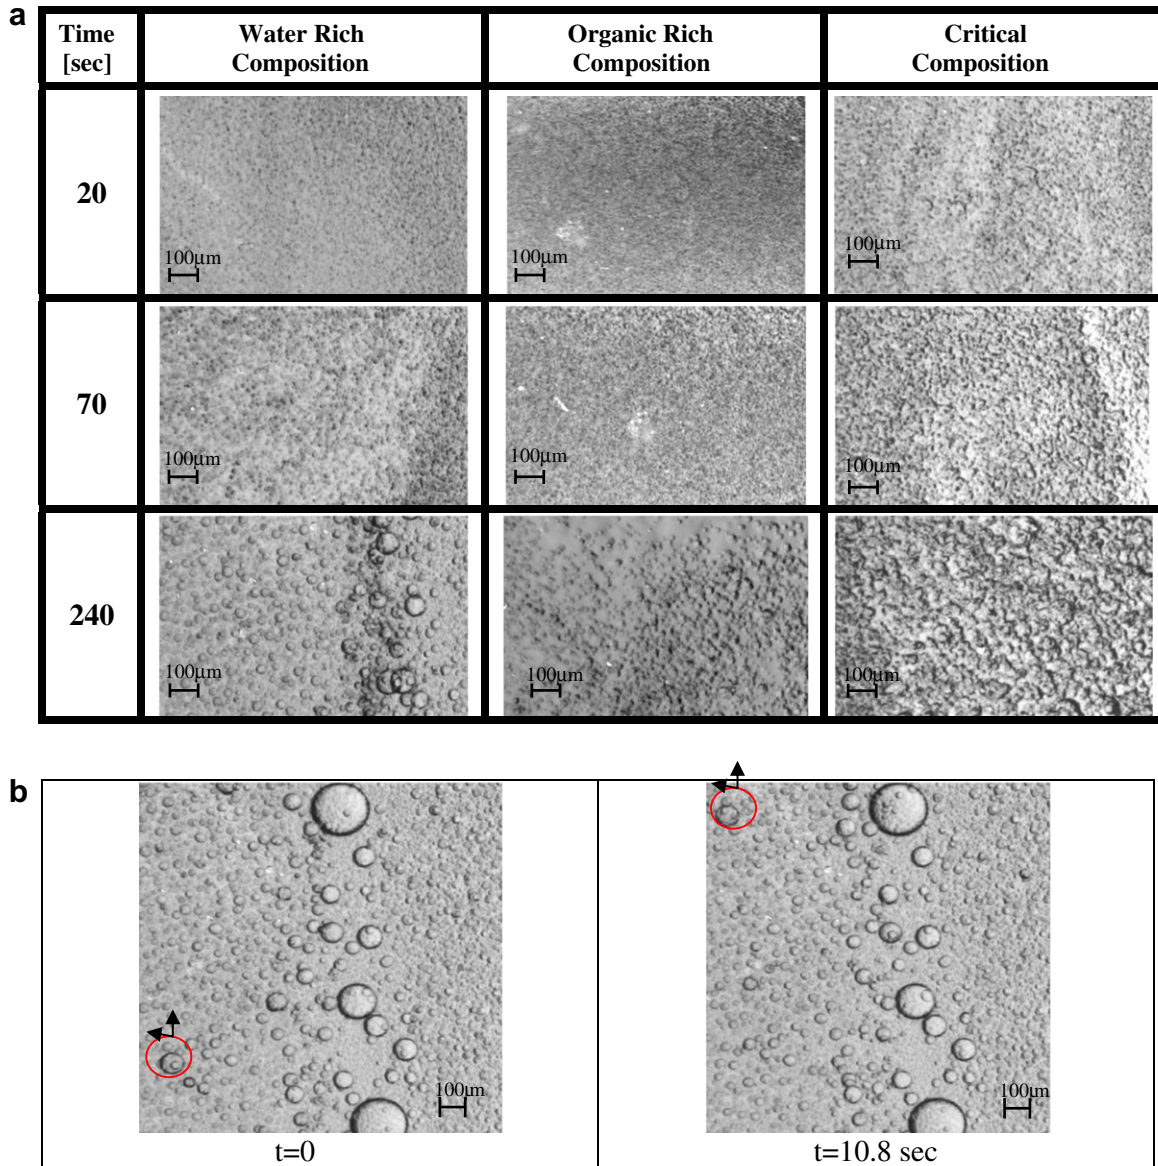 a
Time
[sec]
Water Rich
Composition
Organic Rich
Composition
Critical
Composition
20
100μm
100μm
100μm
70
100μm
100μm
100μm
240
100μm
100μm
100μm
b
100μm
100μm
t=0
t=10.8 sec